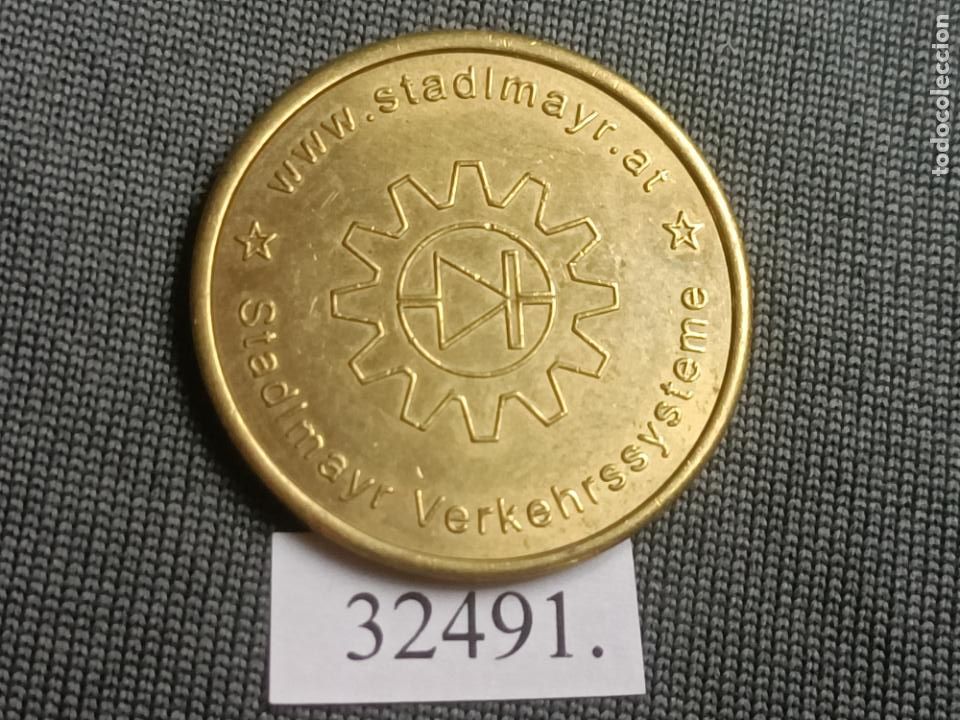 www.stadlmayr.at
Stadlmayr Verkehrssysteme
32491.
todocoleccion